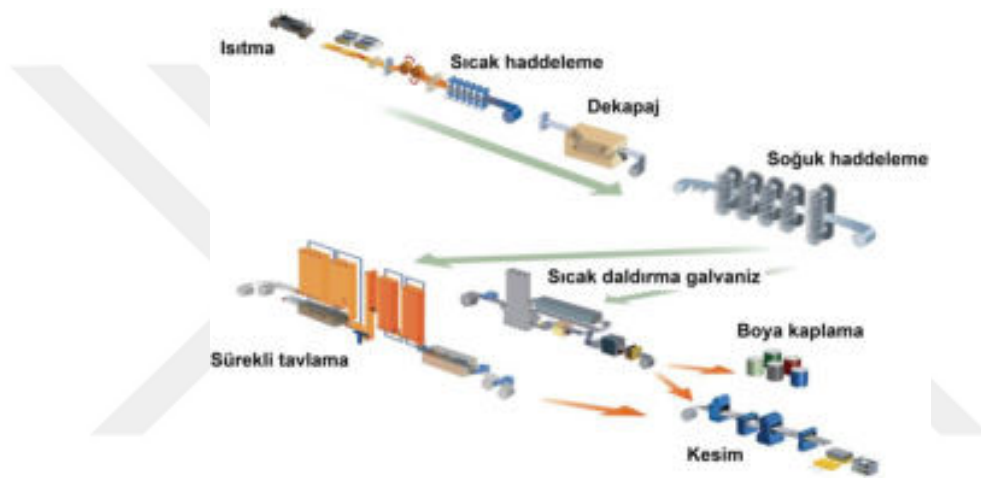 Isıtma
Sıcak haddeleme
Dekapaj
Soğuk haddeleme
Sıcak daldırma galvaniz
Boya kaplama
Sürekli tavlama
Kesim